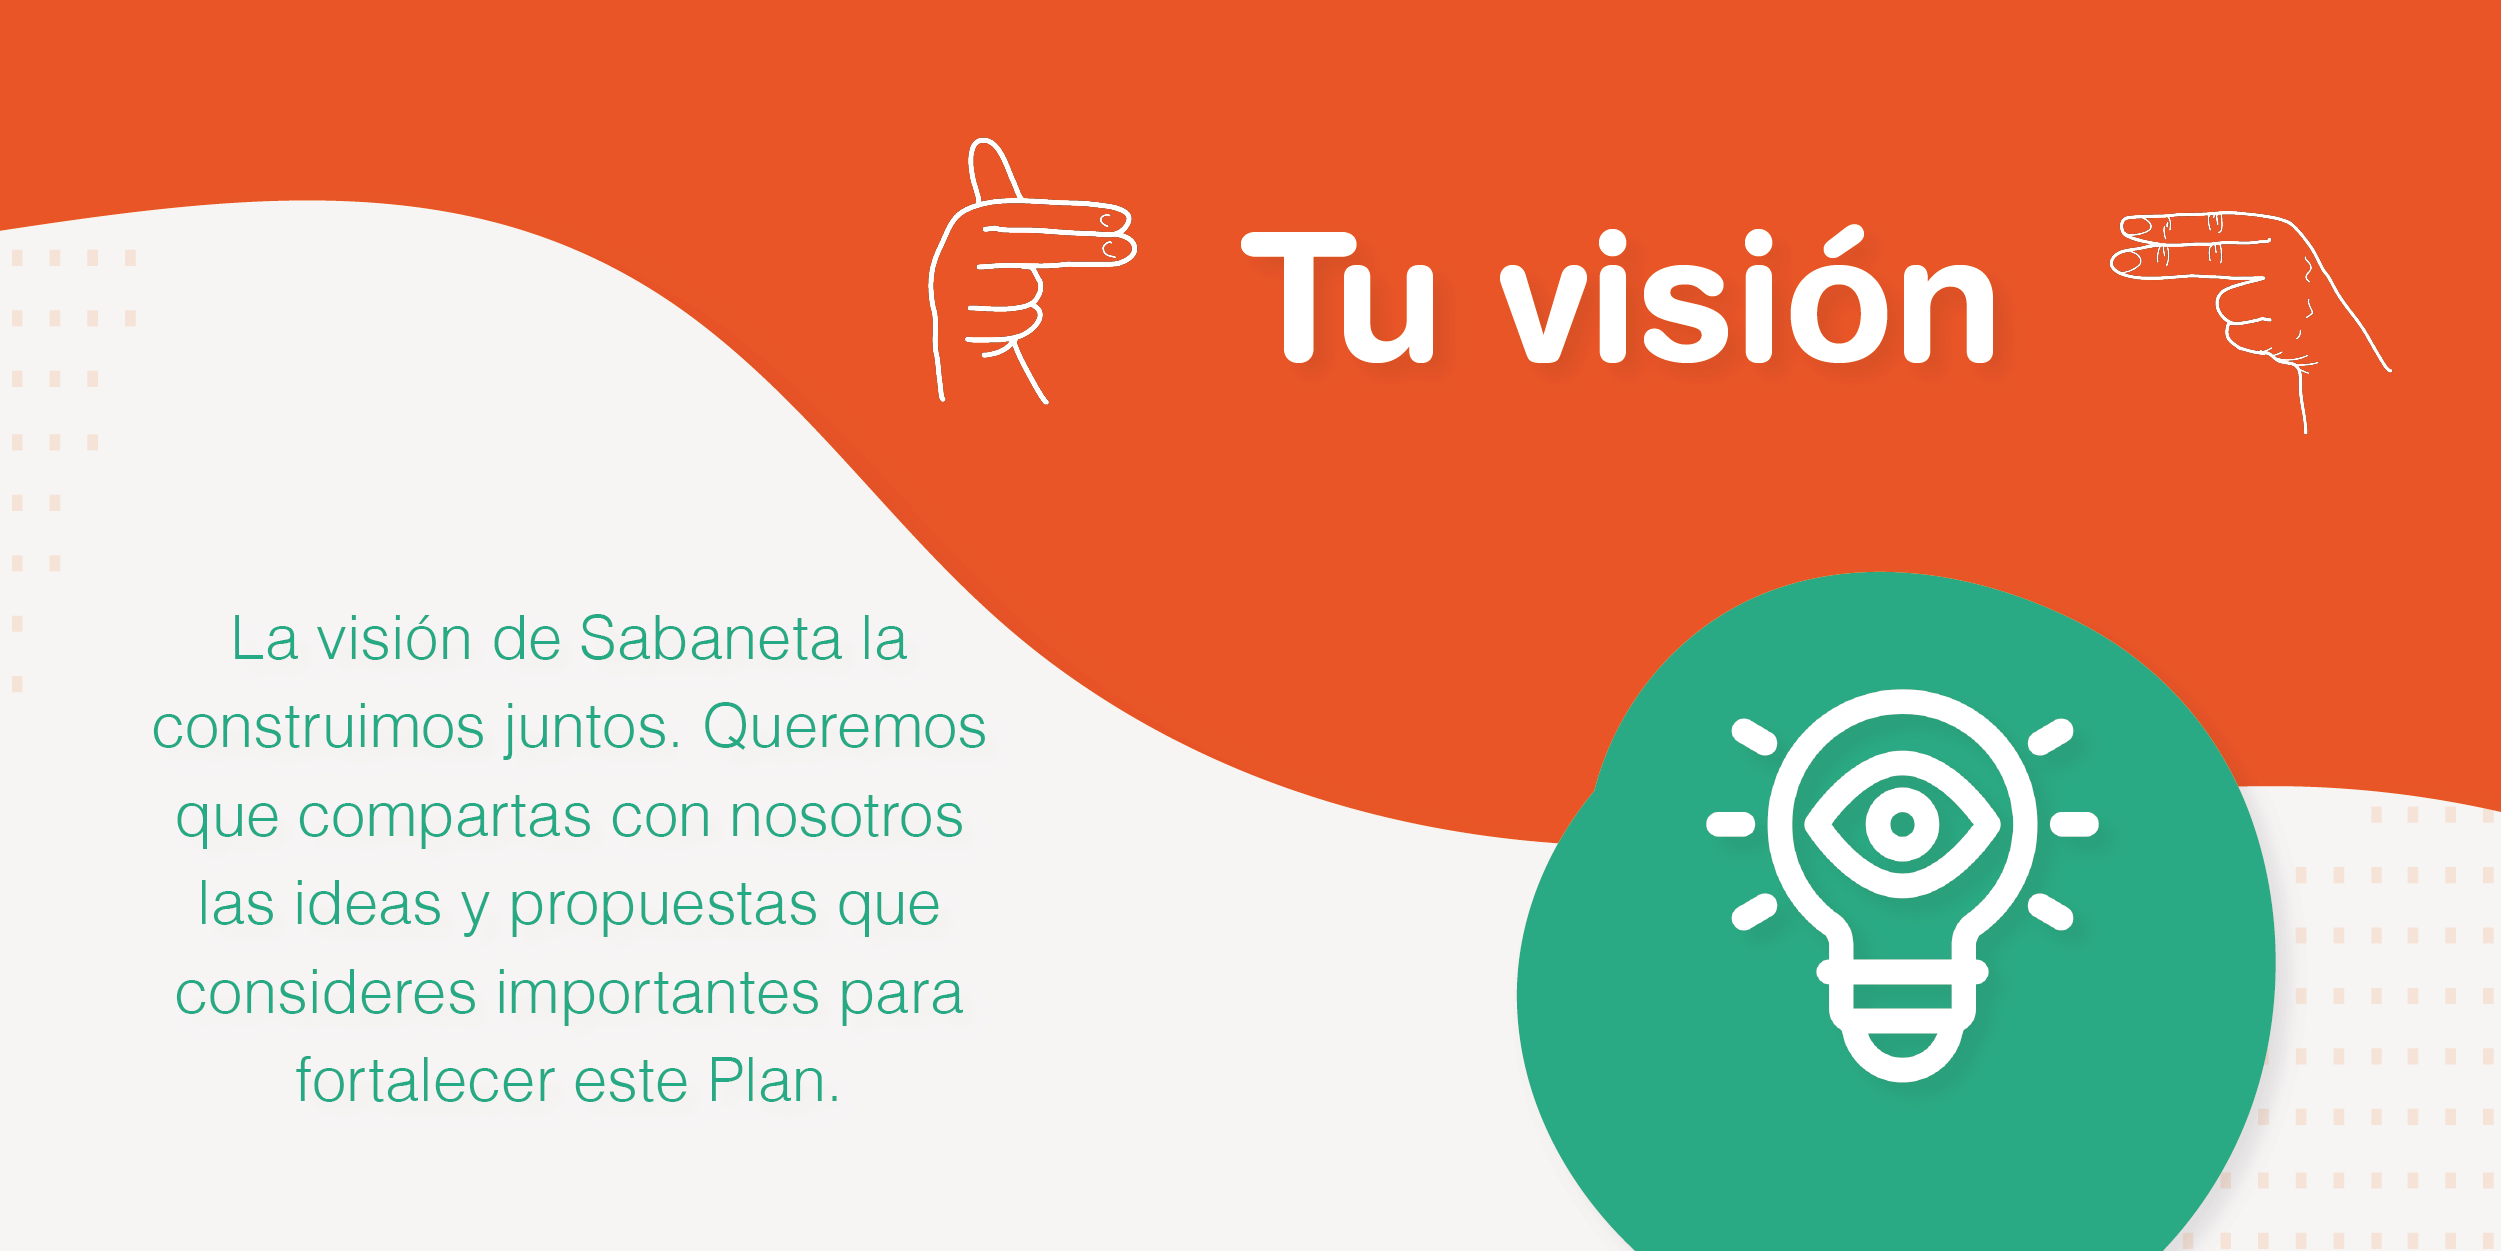 Tu visión
La visión de Sabaneta la
construimos juntos. Queremos
que compartas con nosotros
las ideas y propuestas que
consideres importantes para
fortalecer este Plan.